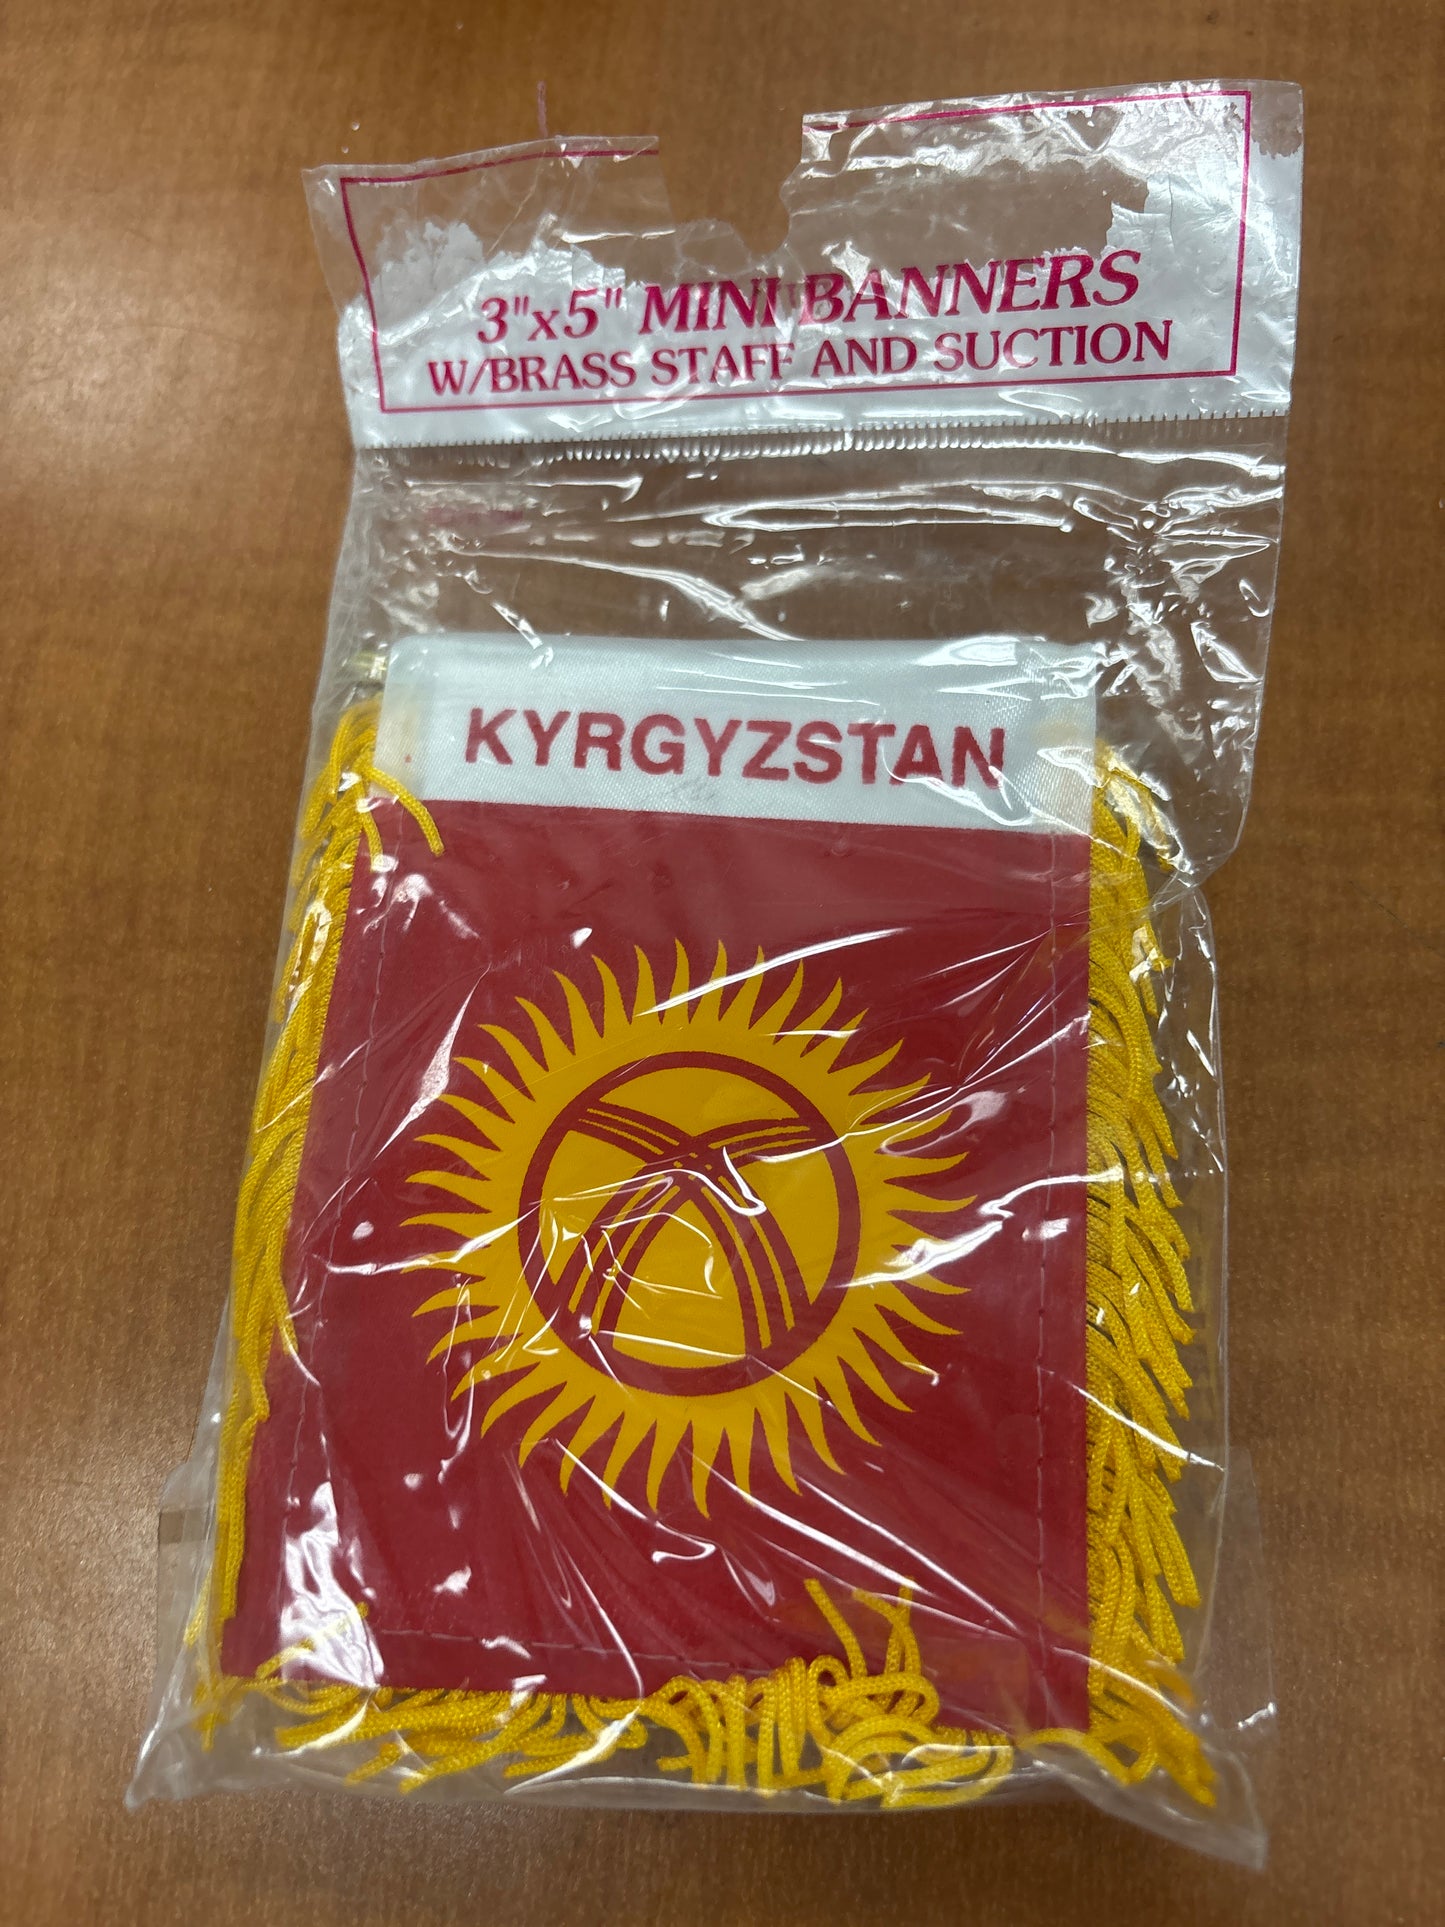 3"x5" MINI BANNERS
W/BRASS STAFF AND SUCTION
KYRGYZSTAN